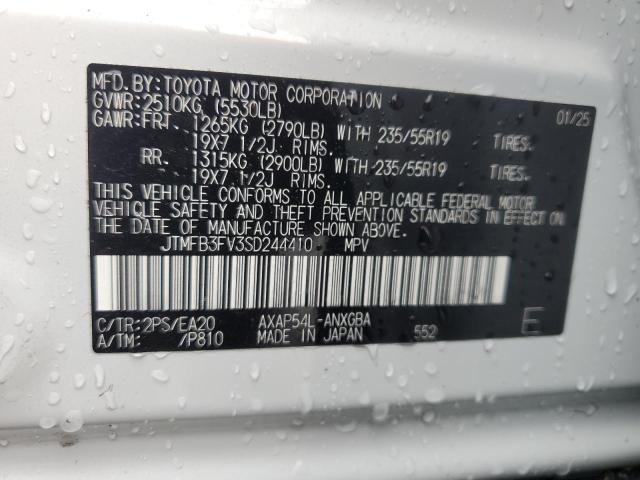 MFD.BY:TOYOTA MOTOR CORPORATION 01/25
GVWR:2510KG (5530LB)
GAWR:FRT. 1265KG (2790LB) WITH 235/55R19 TIRES.
19X7 1/2J RIMS.
RR. 1315KG (2900LB) WITH 235/55R19 TIRES.
19X7 1/2J RIMS.
THIS VEHICLE CONFORMS TO ALL APPLICABLE FEDERAL MOTOR
VEHICLE SAFETY AND THEFT PREVENTION STANDARDS IN EFFECT ON
THE DATE OF MANUFACTURE SHOWN ABOVE.
JTMFB3FV3SD244410 MPV
C/TR:2PS/EA20 AXAP54L-ANXGBA 552 E
A/TM: /P810 MADE IN JAPAN